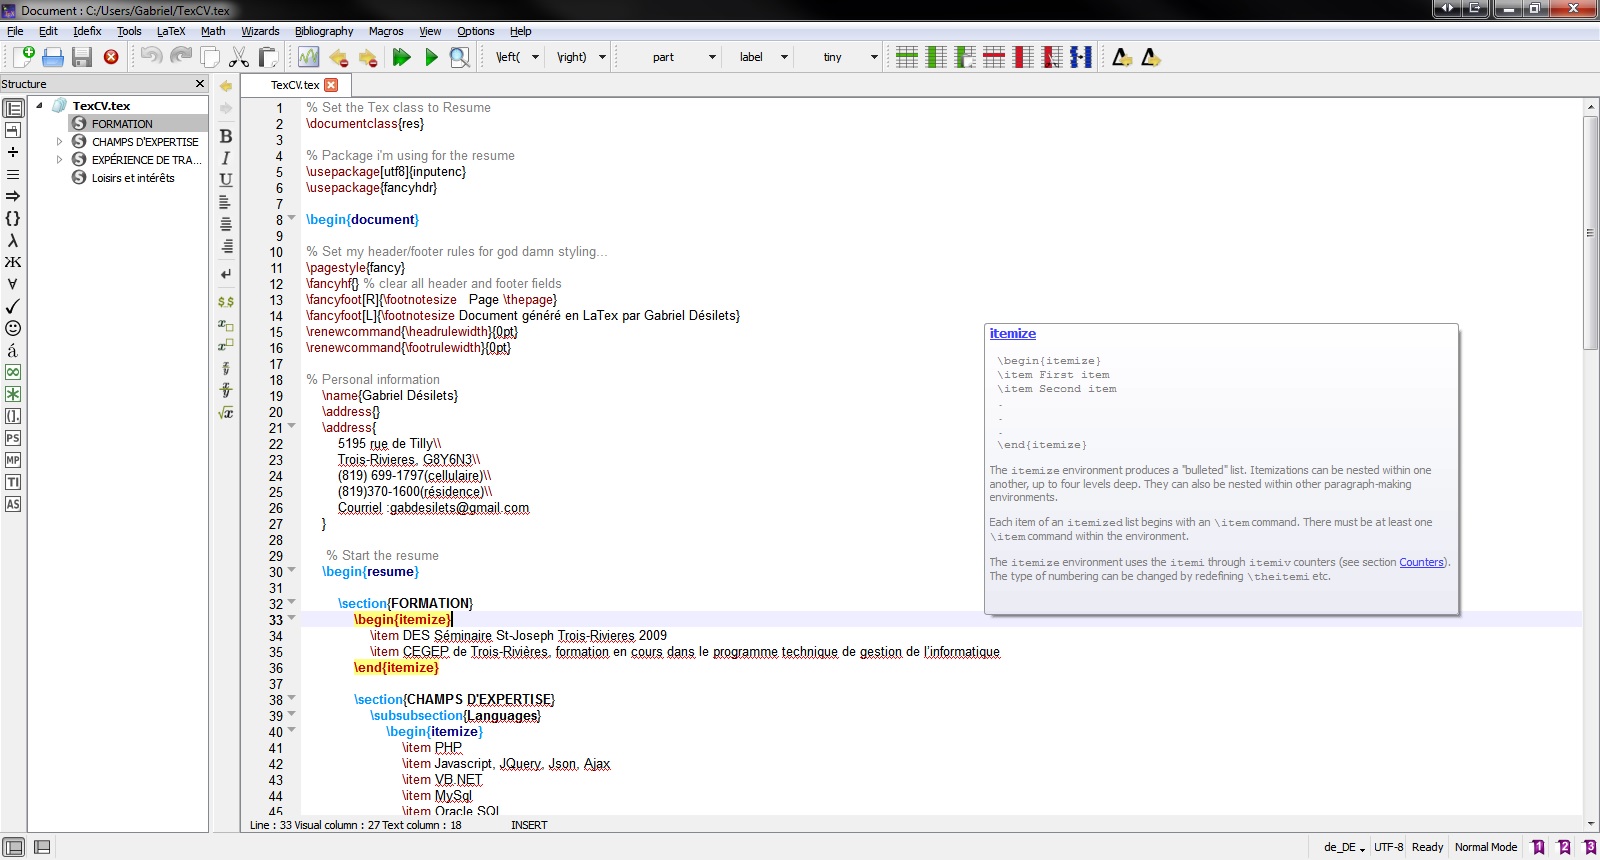 Document : C:/Users/Gabriel/TexCV.tex
File Edit Idefix Tools LaTeX Math Wizards Bibliography Macros View Options Help
\left( \right) part label tiny
Structure
TexCV.tex
FORMATION
CHAMPS D'EXPERTISE
EXPÉRIENCE DE TRA...
Loisirs et intérêts
B
I
U
PS
MP
TI
AS
TexCV.tex
1 % Set the Tex class to Resume
2 \documentclass{res}
3
4 % Package i'm using for the resume
5 \usepackage[utf8]{inputenc}
6 \usepackage{fancyhdr}
7
8 \begin{document}
9
10 % Set my header/footer rules for god damn styling...
11 \pagestyle{fancy}
12 \fancyhf{} % clear all header and footer fields
13 \fancyfoot[R]{\footnotesize   Page \thepage}
14 \fancyfoot[L]{\footnotesize Document généré en LaTex par Gabriel Désilets}
15 \renewcommand{\headrulewidth}{0pt}
16 \renewcommand{\footrulewidth}{0pt}
17
18 % Personal information
19 \name{Gabriel Désilets}
20 \address{}
21 \address{
22 5195 rue de Tilly\\
23 Trois-Rivieres, G8Y6N3\\
24 (819) 699-1797(cellulaire)\\
25 (819)370-1600(résidence)\\
26 Courriel :gabdesilets@gmail.com
27 }
28
29 % Start the resume
30 \begin{resume}
31
32 \section{FORMATION}
33 \begin{itemize}
34 \item DES Séminaire St-Joseph Trois-Rivieres 2009
35 \item CEGEP de Trois-Rivières, formation en cours dans le programme technique de gestion de l'informatique
36 \end{itemize}
37
38 \section{CHAMPS D'EXPERTISE}
39 \subsubsection{Languages}
40 \begin{itemize}
41 \item PHP
42 \item Javascript, JQuery, Json, Ajax
43 \item VB.NET
44 \item MySql
45 \item Oracle SQL
itemize
\begin{itemize}
\item First item
\item Second item
.
.
.
\end{itemize}
The itemize environment produces a "bulleted" list. Itemizations can be nested within one
another, up to four levels deep. They can also be nested within other paragraph-making
environments.
Each item of an itemized list begins with an \item command. There must be at least one
\item command within the environment.
The itemize environment uses the itemi through itemiv counters (see section Counters).
The type of numbering can be changed by redefining \theitemi etc.
Line : 33 Visual column : 27 Text column : 18 INSERT
de_DE UTF-8 Ready Normal Mode 1 2 3